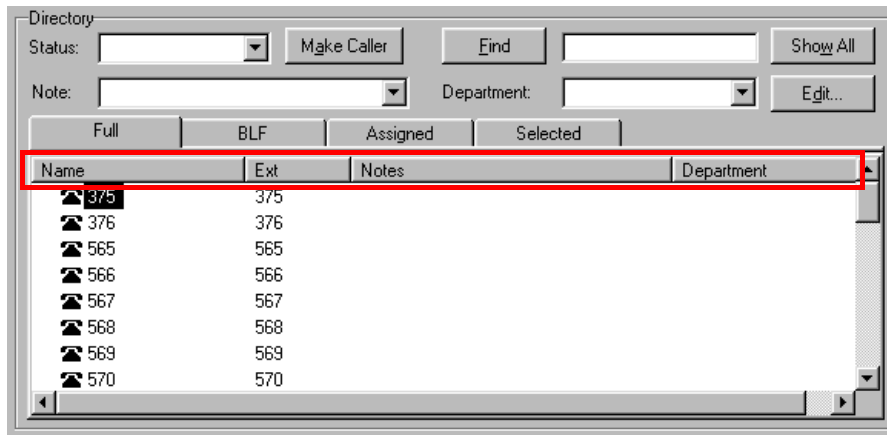 Directory
Status: Make Caller Find Show All
Note: Department: Edit...
Full BLF Assigned Selected
Name Ext Notes Department
375 375
376 376
565 565
566 566
567 567
568 568
569 569
570 570